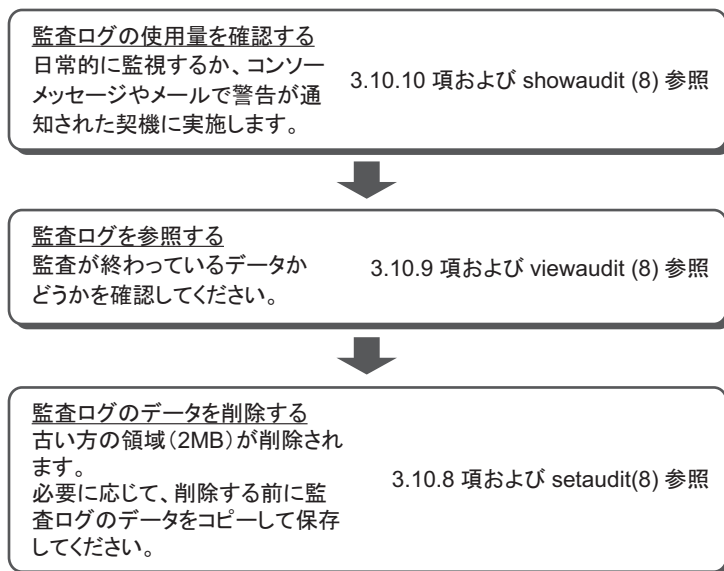 監査ログの使用量を確認する
日常的に監視するか、コンソー
メッセージやメールで警告が通
知された契機に実施します。
3.10.10 項および showaudit (8) 参照
監査ログを参照する
監査が終わっているデータか
どうかを確認してください。
3.10.9 項および viewaudit (8) 参照
監査ログのデータを削除する
古い方の領域(2MB)が削除され
ます。
必要に応じて、削除する前に監
査ログのデータをコピーして保存
してください。
3.10.8 項および setaudit(8) 参照